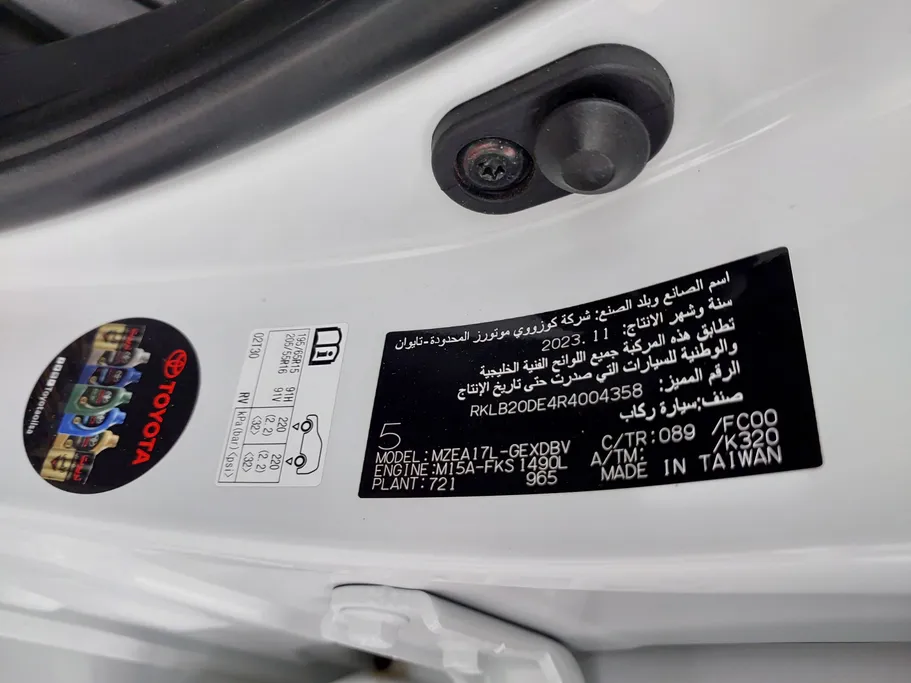 اسم الصانع وبلد الصنع: شركة كوزووي موتورز المحدودة-تايوان
سنة وشهر الانتاج: 2023.11
تطابق هذه المركبة جميع اللوائح الفنية الخليجية
والوطنية للسيارات التي صدرت حتى تاريخ الإنتاج
الرقم المميز: RKLB20DE4R4004358
صنف:سيارة ركاب
5
MODEL:MZEA17L-GEXDBV
ENGINE:M15A-FKS 1490L
PLANT:721 965
C/TR:089 /FC00
A/TM: /K320
MADE IN TAIWAN
195/65R15 91H 220 (2.2) <32> 220 (2.2) <32>
205/55R16 91V
RV kPa(bar)<psi>
02T30
TOYOTA